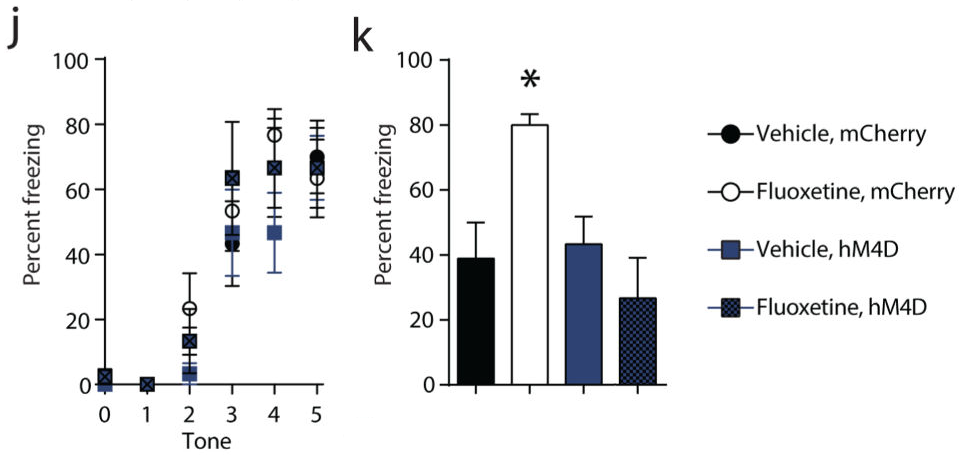 j
Percent freezing
100
80
60
40
20
0
0 1 2 3 4 5
Tone
k
Percent freezing
100
80
60
40
20
0
*
Vehicle, mCherry
Fluoxetine, mCherry
Vehicle, hM4D
Fluoxetine, hM4D